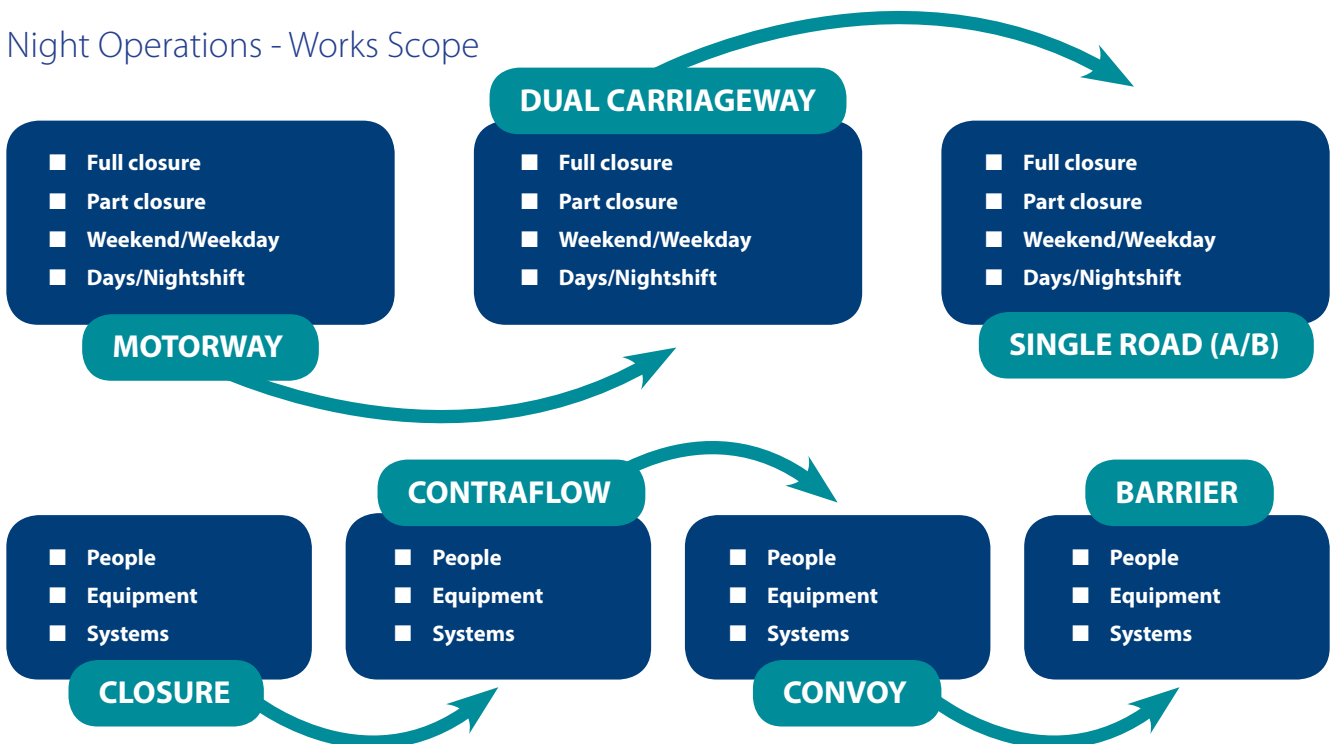 Night Operations - Works Scope
MOTORWAY
Full closure
Part closure
Weekend/Weekday
Days/Nightshift
DUAL CARRIAGEWAY
Full closure
Part closure
Weekend/Weekday
Days/Nightshift
SINGLE ROAD (A/B)
Full closure
Part closure
Weekend/Weekday
Days/Nightshift
CLOSURE
People
Equipment
Systems
CONTRAFLOW
People
Equipment
Systems
CONVOY
People
Equipment
Systems
BARRIER
People
Equipment
Systems